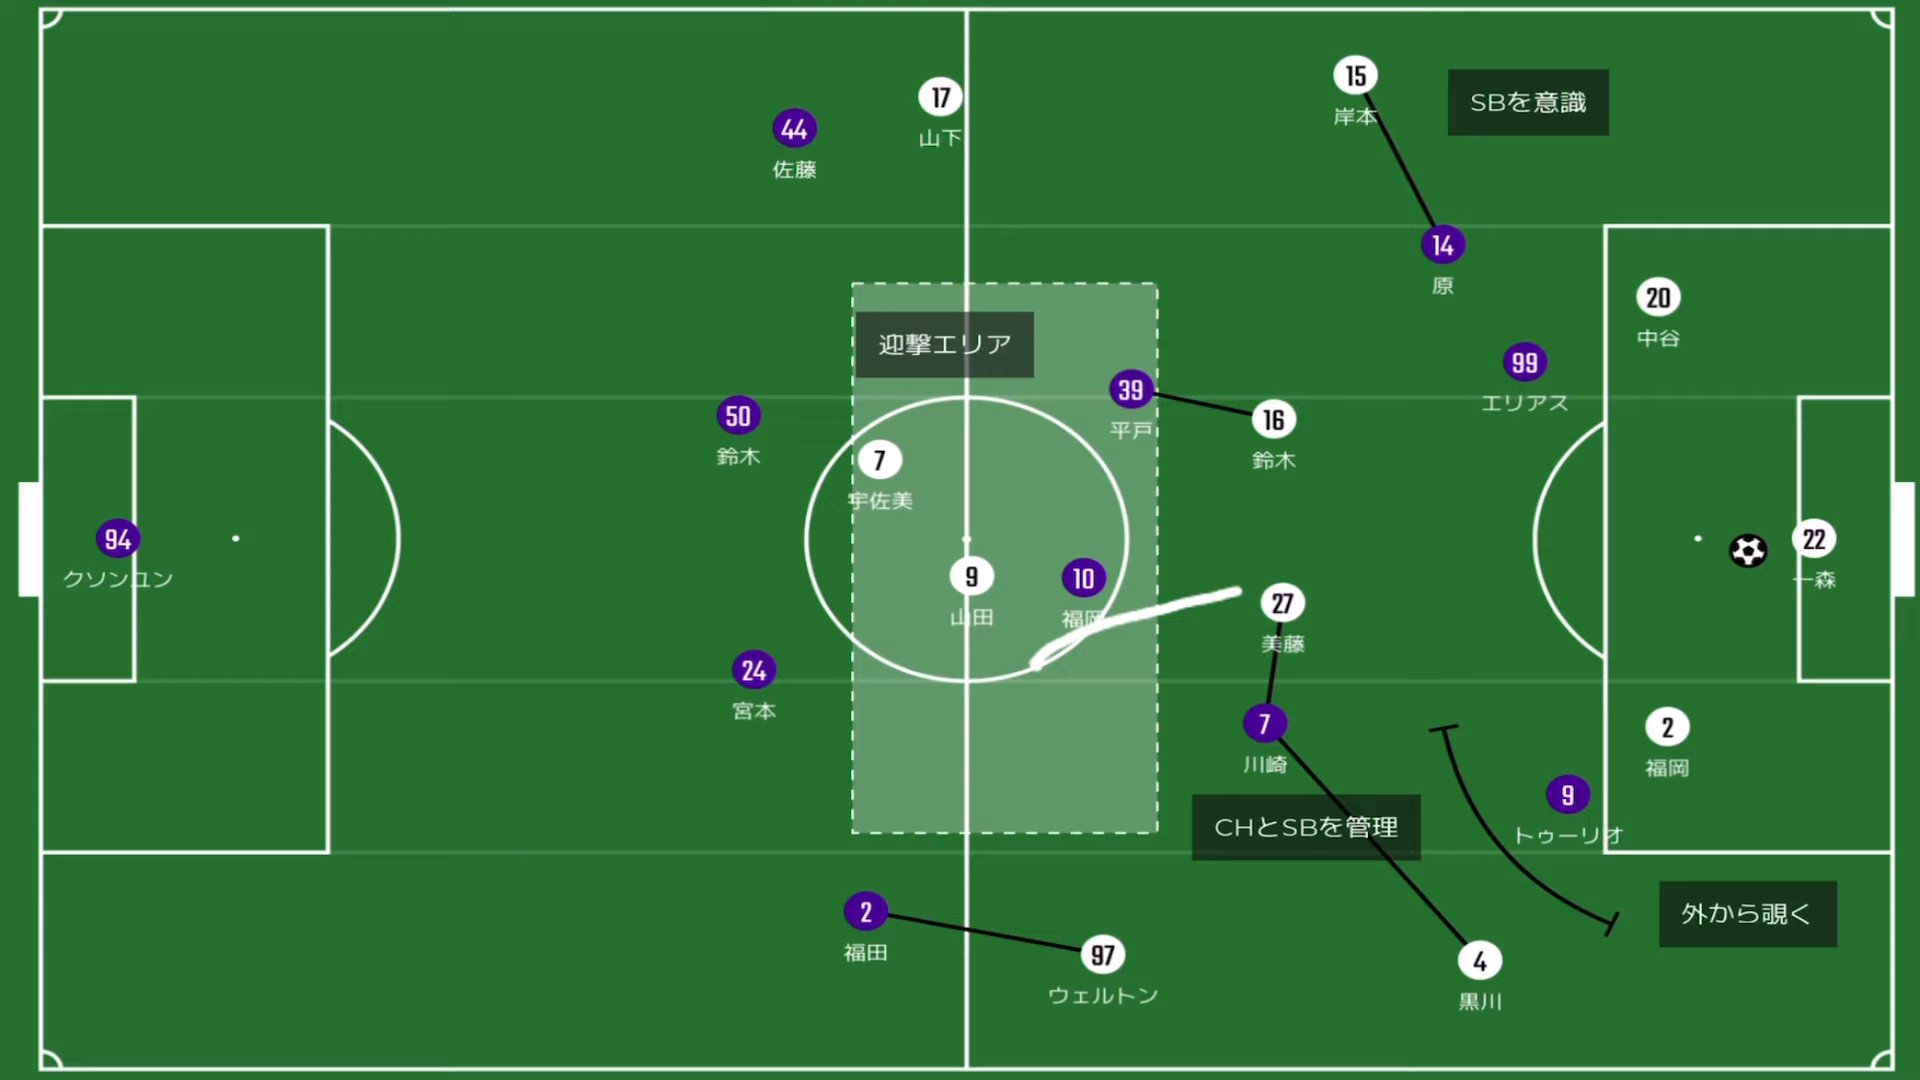 15
岸本
SBを意識
17
山下
44
佐藤
14
原
20
中谷
迎撃エリア
99
エリアス
39
平戸
16
鈴木
50
鈴木
7
宇佐美
94
クソンユン
22
一森
9
山田
10
福岡
27
美藤
24
宮本
7
川崎
2
福岡
9
トゥーリオ
CHとSBを管理
2
福田
97
ウェルトン
4
黒川
外から覗く